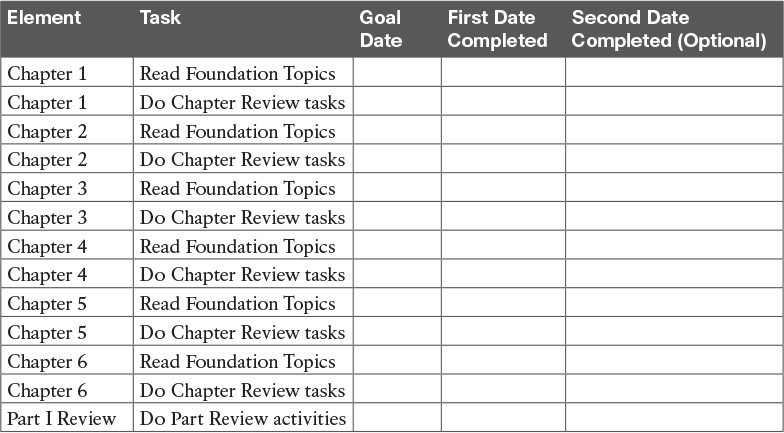 Element Task Goal Date First Date Completed Second Date Completed (Optional)
Chapter 1 Read Foundation Topics
Chapter 1 Do Chapter Review tasks
Chapter 2 Read Foundation Topics
Chapter 2 Do Chapter Review tasks
Chapter 3 Read Foundation Topics
Chapter 3 Do Chapter Review tasks
Chapter 4 Read Foundation Topics
Chapter 4 Do Chapter Review tasks
Chapter 5 Read Foundation Topics
Chapter 5 Do Chapter Review tasks
Chapter 6 Read Foundation Topics
Chapter 6 Do Chapter Review tasks
Part I Review Do Part Review activities